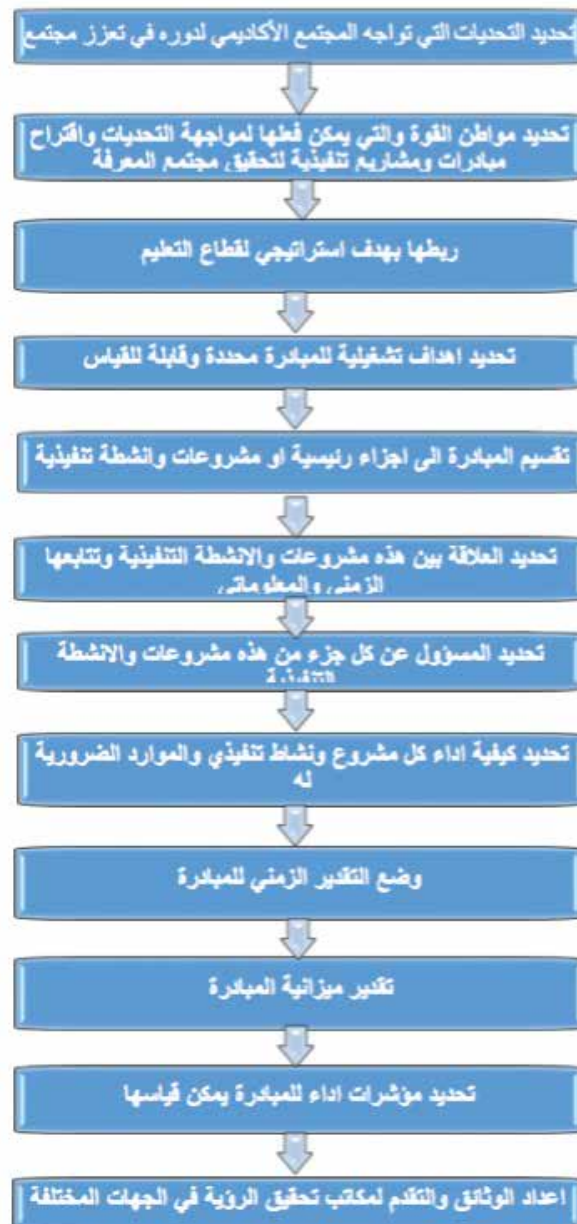 تحديد التحديات التي تواجه المجتمع الأكاديمي لدوره في تعزز مجتمع
تحديد مواطن القوة والتي يمكن فعلها لمواجهة التحديات واقتراح
مبادرات ومشاريع تنفيذية لتحقيق مجتمع المعرفة
ربطها بهدف استراتيجي لقطاع التعليم
تحديد اهداف تشغيلية للمبادرة محددة وقابلة للقياس
تقسيم المبادرة الى اجزاء رئيسية او مشروعات وانشطة تنفيذية
تحديد العلاقة بين هذه مشروعات والانشطة التنفيذية وتتابعها
الزمني والمعلوماتي
تحديد المسؤول عن كل جزء من هذه مشروعات والانشطة
تحديد كيفية اداء كل مشروع ونشاط تنفيذي والموارد الضرورية
له
وضع التقدير الزمني للمبادرة
تقدير ميزانية المبادرة
تحديد مؤشرات اداء للمبادرة يمكن قياسها
إعداد الوثائق والتقدم لمكاتب تحقيق الرؤية في الجهات المختلفة